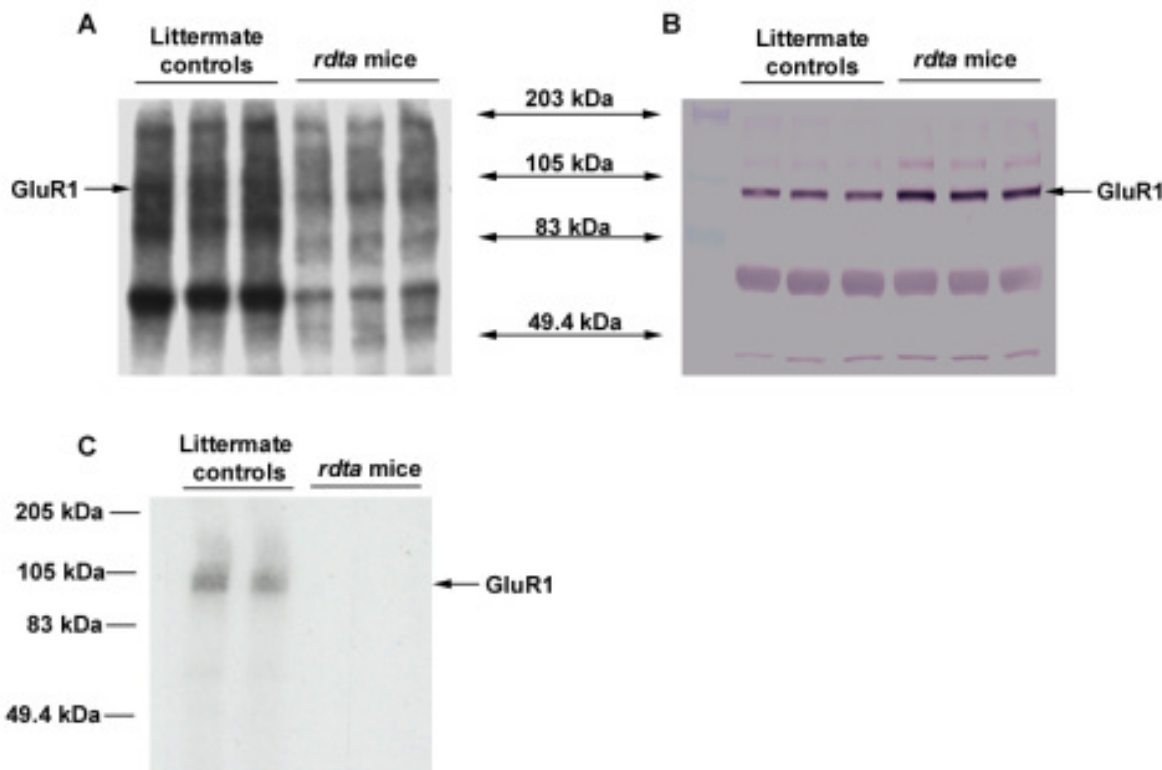 A
Littermate
controls
rdta mice
GluR1
203 kDa
105 kDa
83 kDa
49.4 kDa
B
Littermate
controls
rdta mice
GluR1
C
Littermate
controls
rdta mice
205 kDa
105 kDa
83 kDa
49.4 kDa
GluR1